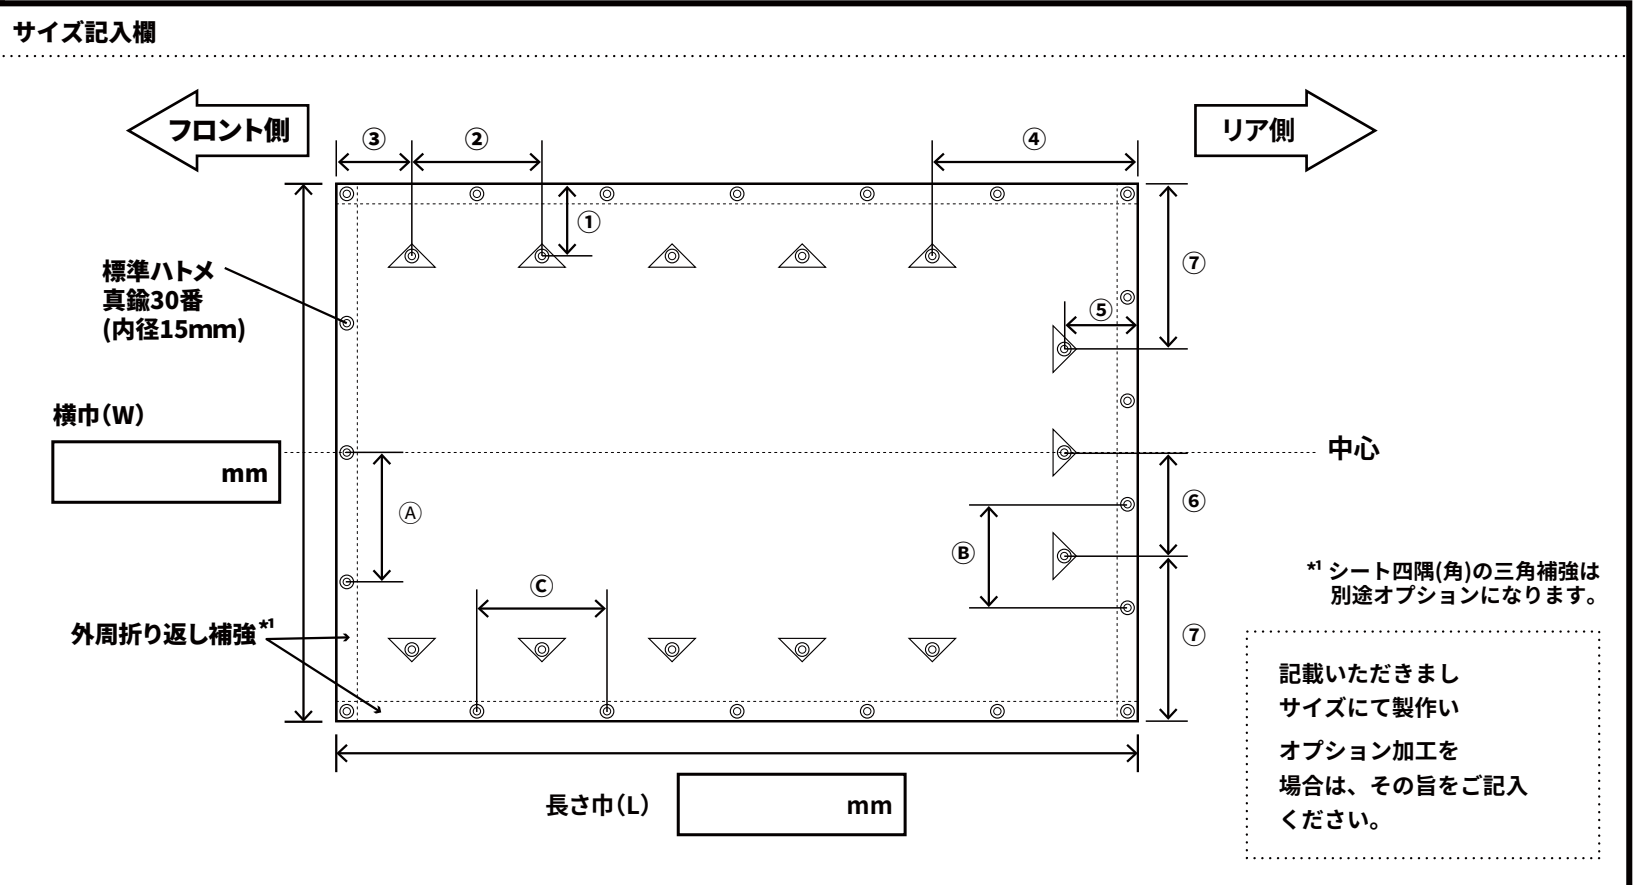 サイズ記入欄
フロント側
リア側
③
②
④
①
⑦
⑤
標準ハトメ
真鍮30番
(内径15mm)
横巾(W)
mm
中心
Ⓐ
⑥
Ⓑ
Ⓒ
*1 シート四隅(角)の三角補強は
別途オプションになります。
外周折り返し補強*1
⑦
記載いただきまし
サイズにて製作い
オプション加工を
場合は、その旨をご記入
ください。
長さ巾(L)
mm